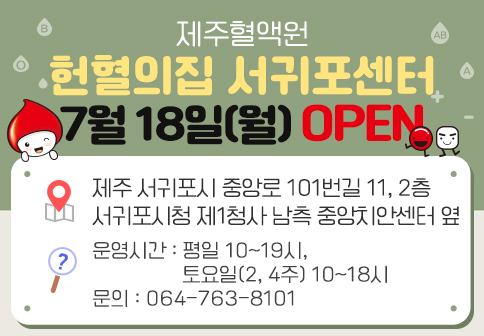 제주혈액원
헌혈의집 서귀포센터
7월 18일(월) OPEN
B
O
AB
A
제주 서귀포시 중앙로 101번길 11, 2층
서귀포시청 제1청사 남측 중앙치안센터 옆
?
운영시간 : 평일 10~19시,
토요일(2, 4주) 10~18시
문의 : 064-763-8101